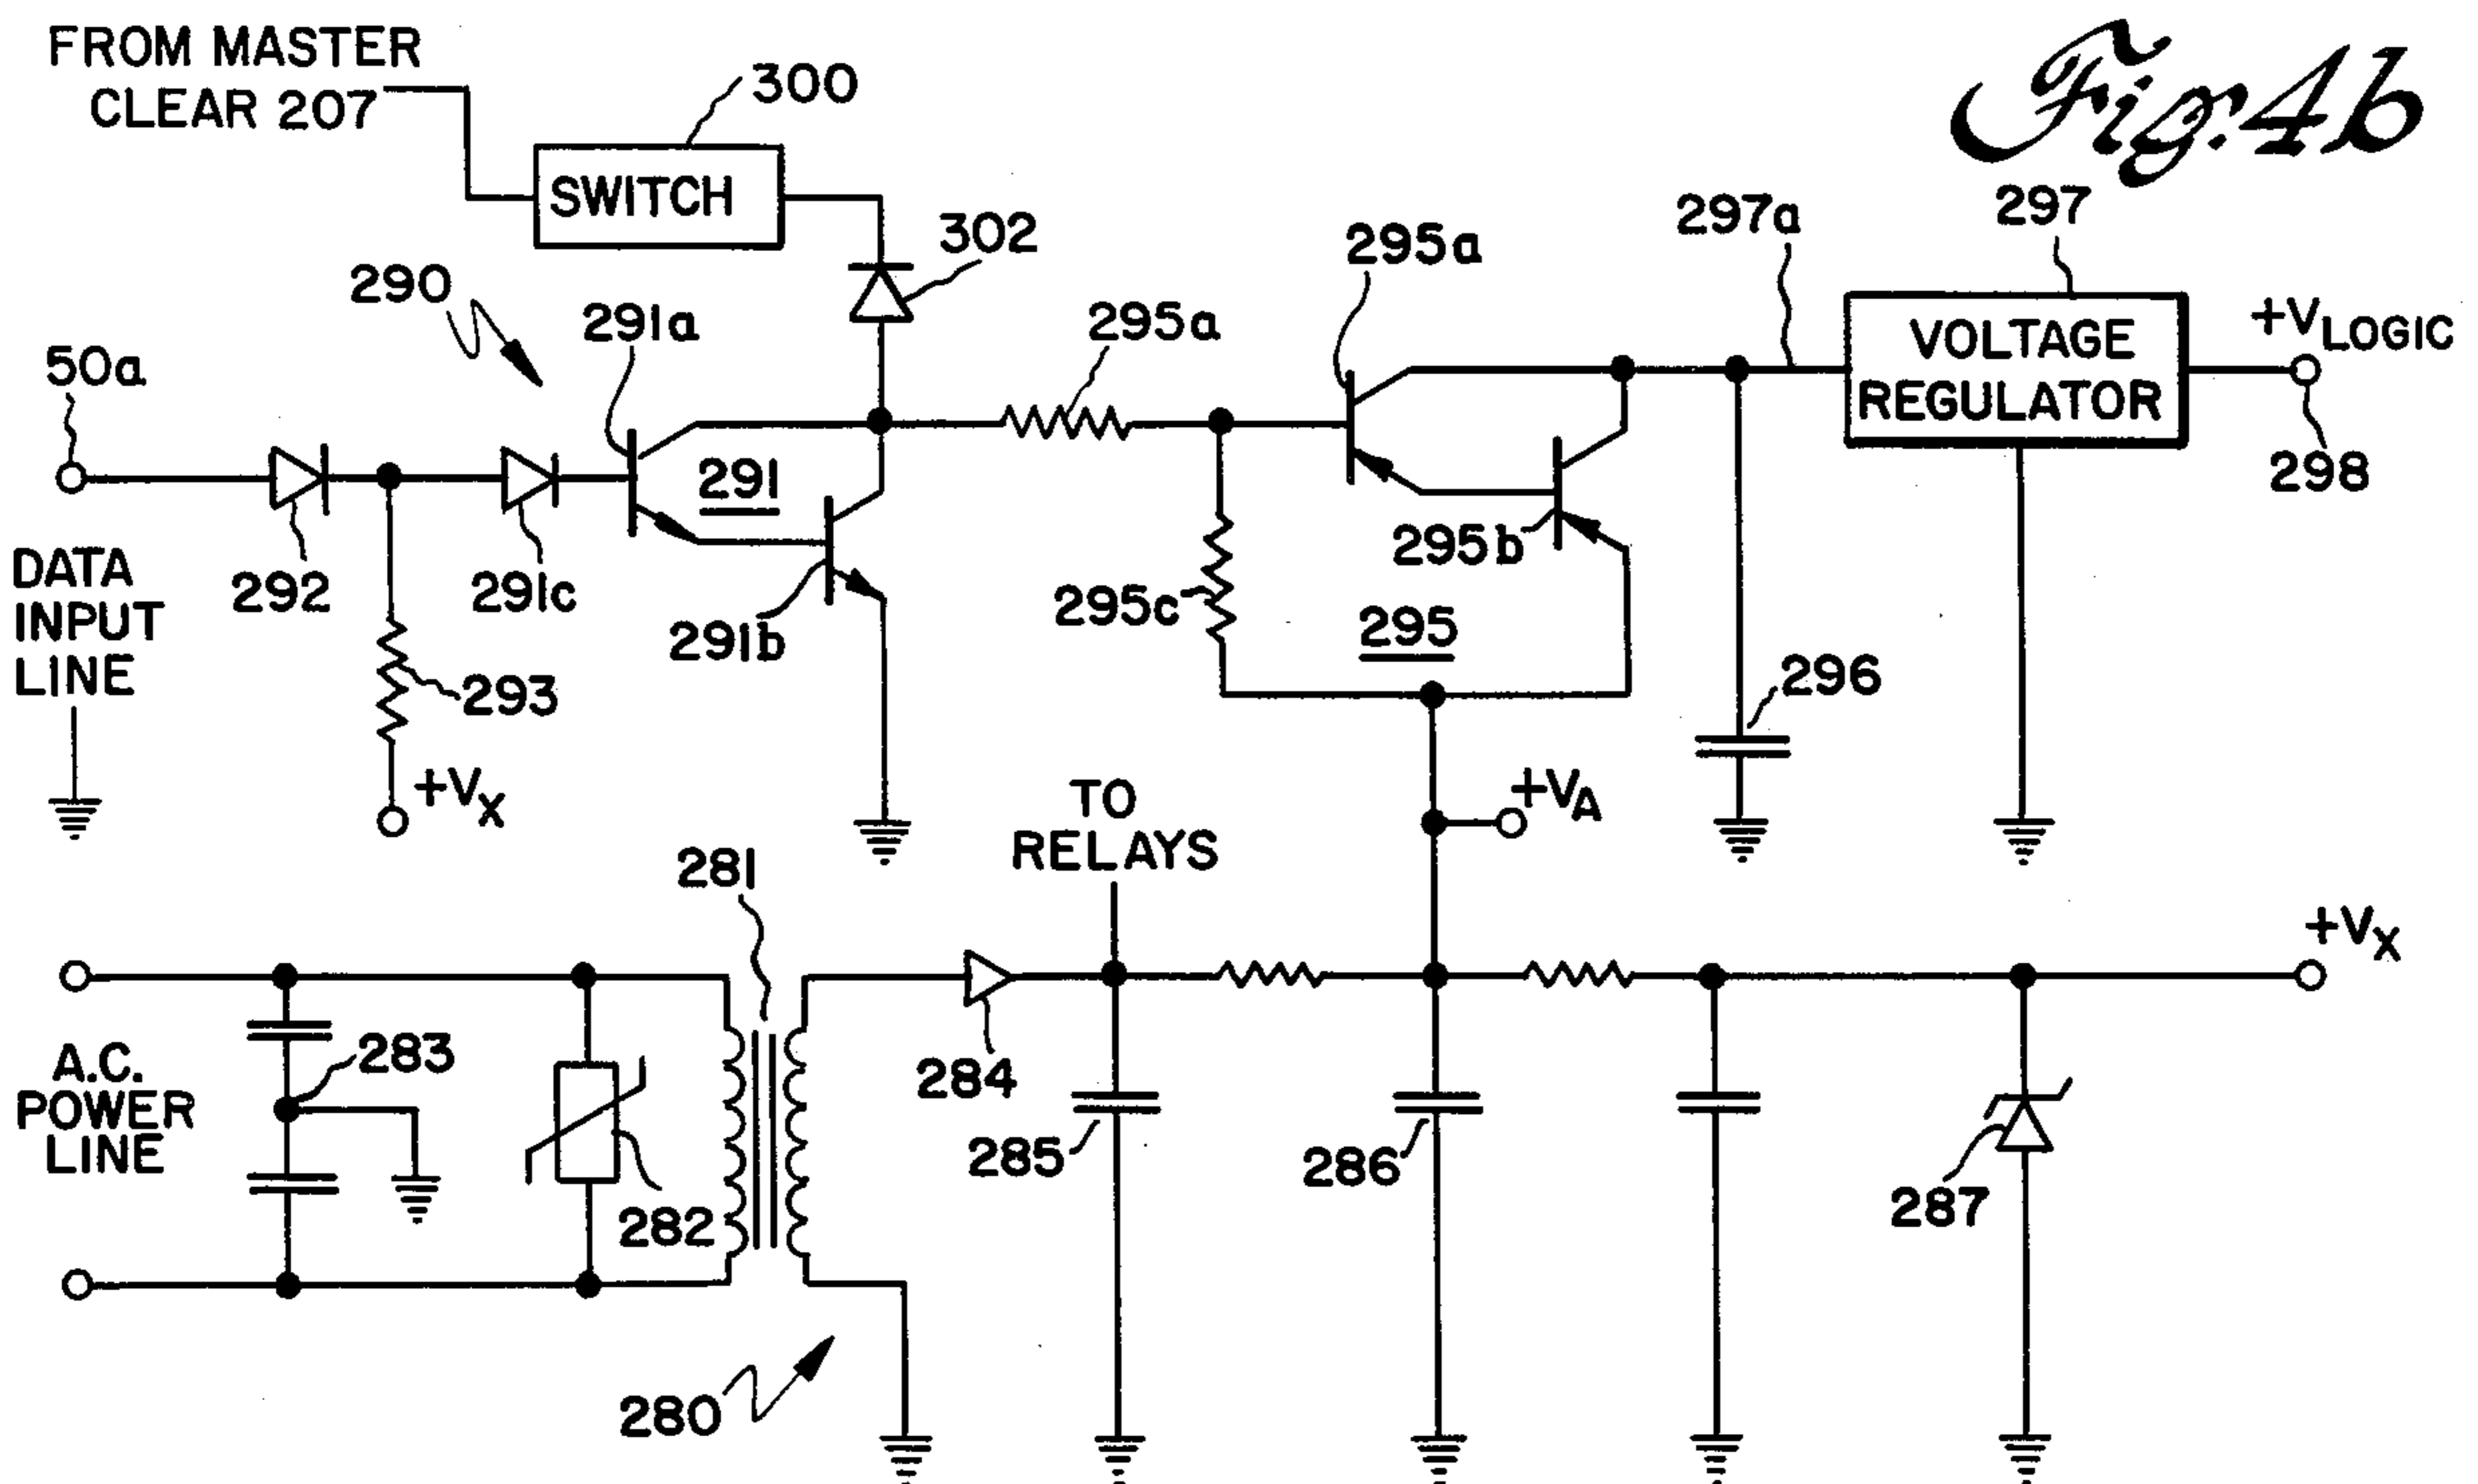 FROM MASTER
CLEAR 207
300
Fig. 4b
SWITCH
302
297a
297
295a
290
291a
295a
+VLOGIC
VOLTAGE
REGULATOR
50a
291
298
292
291c
295b
DATA
INPUT
LINE
291b
295c
295
293
296
+VX
TO
RELAYS
+VA
281
+VX
283
A.C.
POWER
LINE
284
285
286
282
287
280